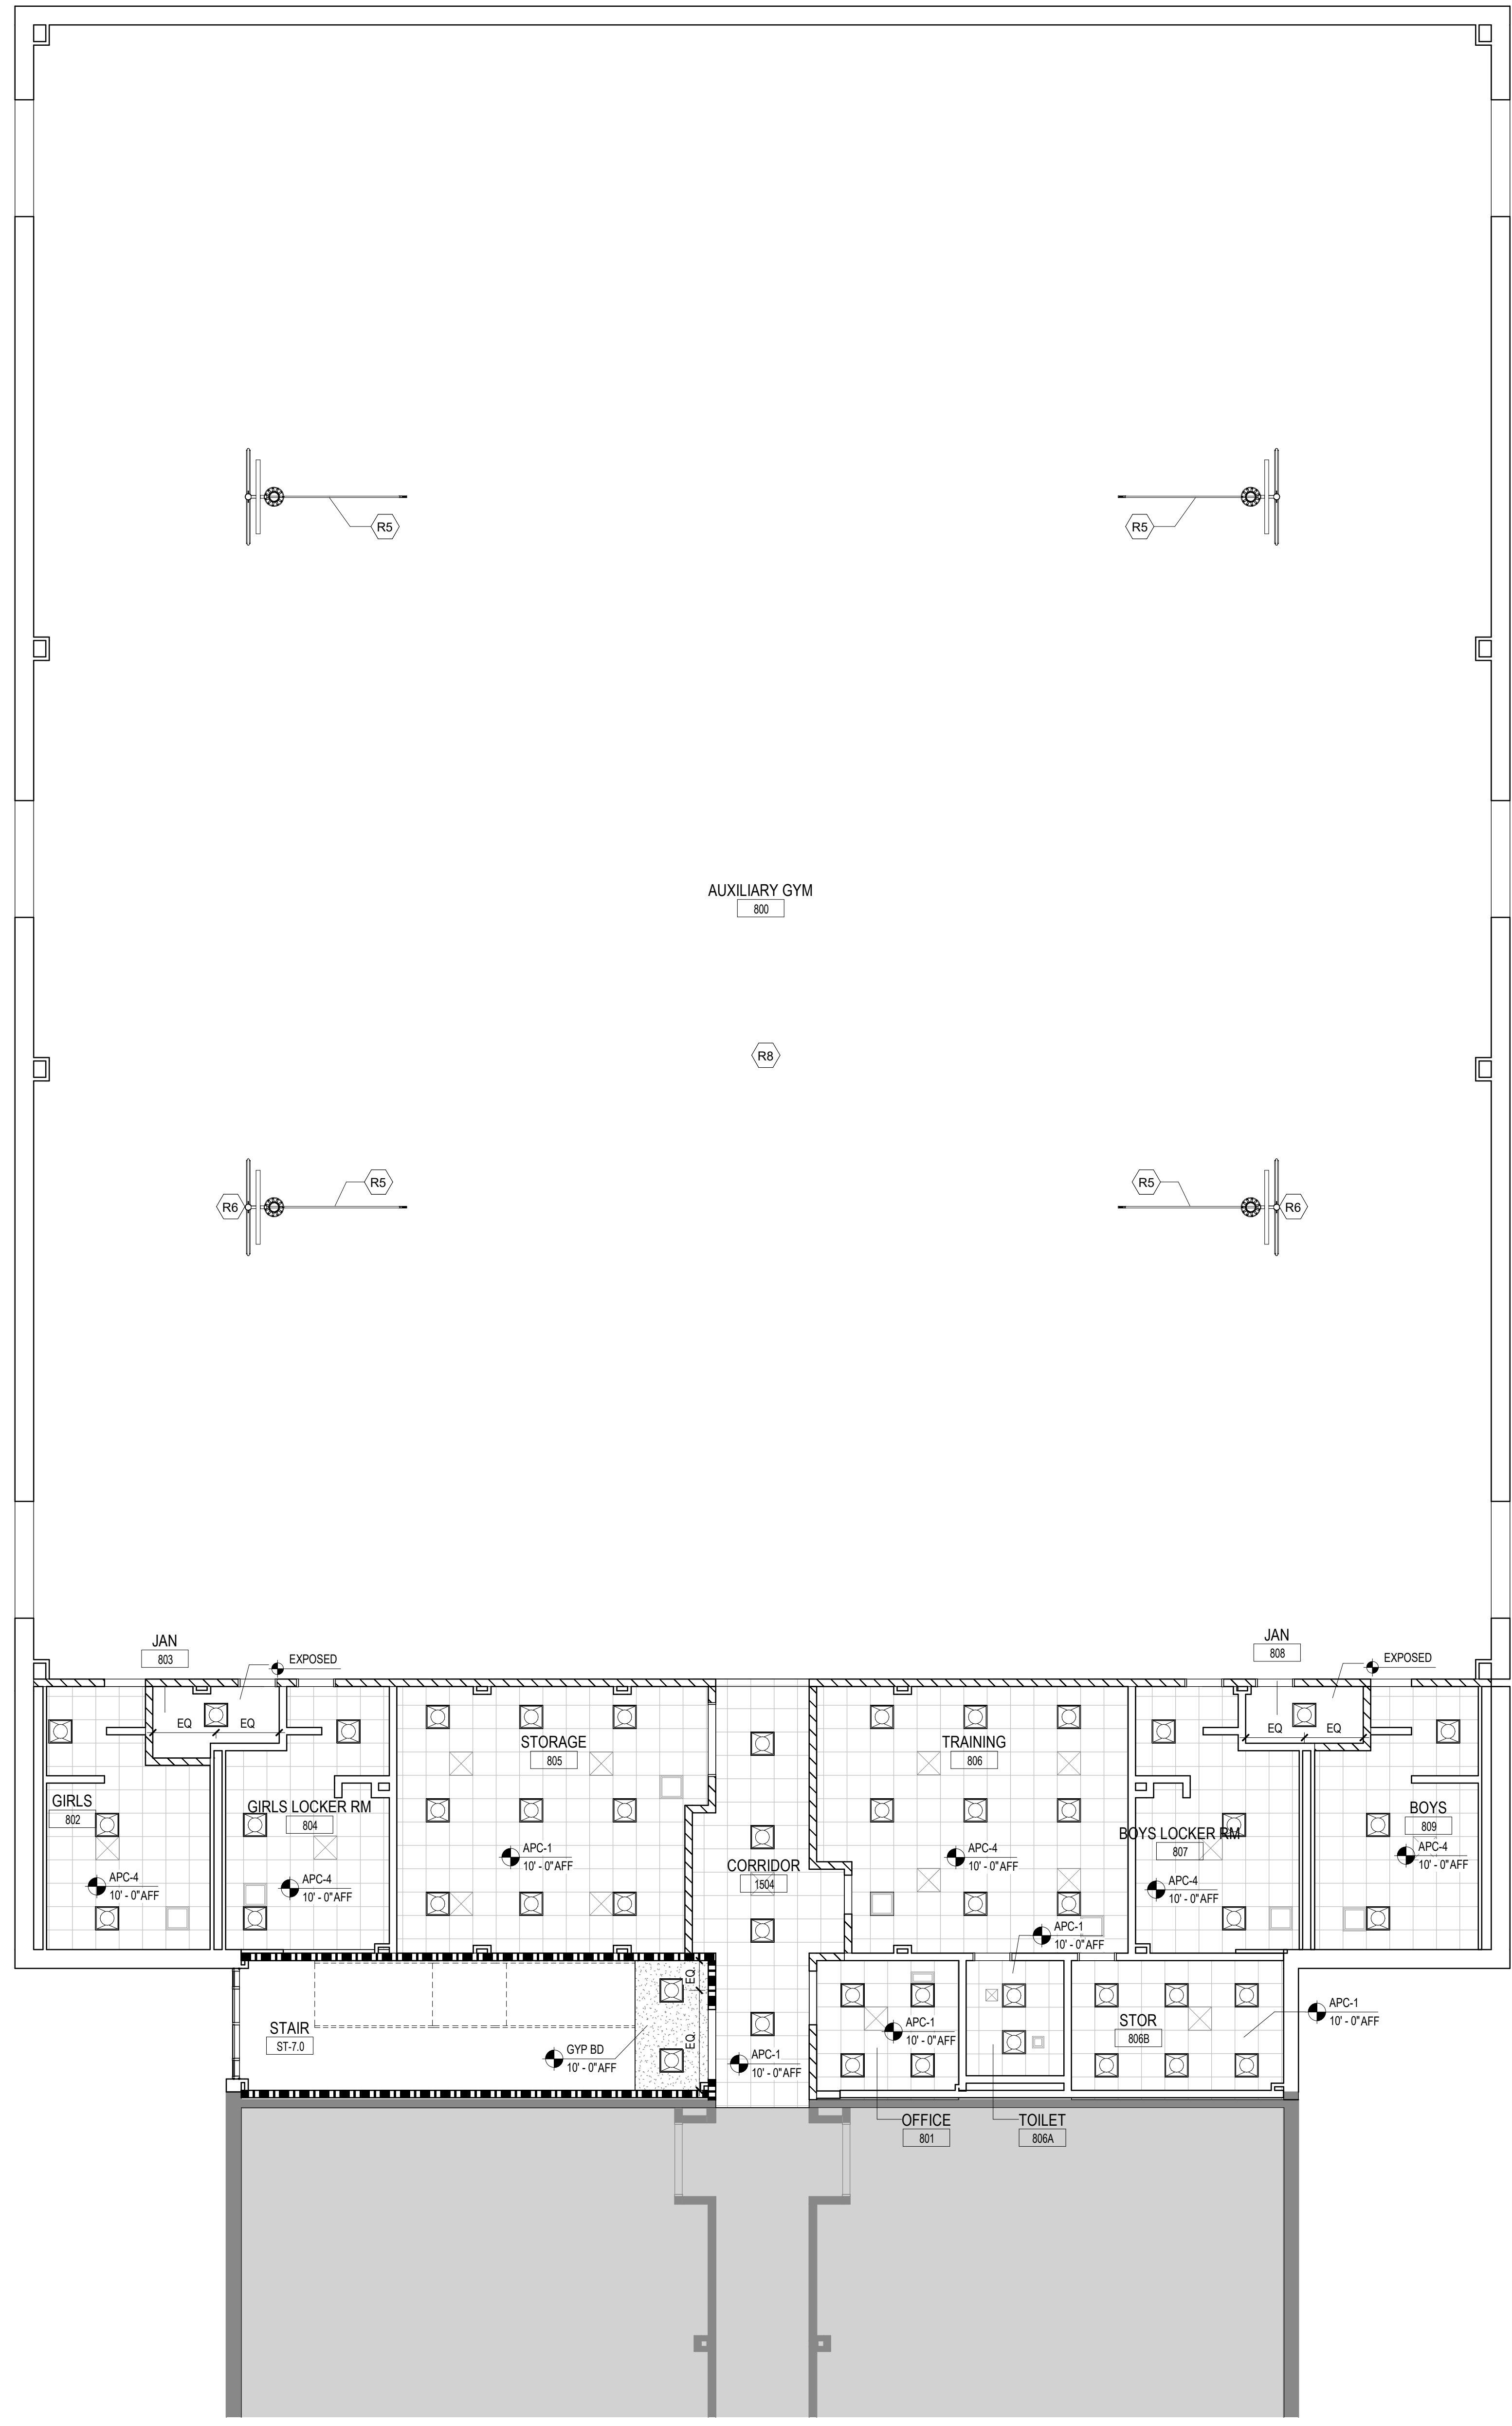 R5
R5
AUXILIARY GYM
800
R8
R5
R5
R6
R6
JAN
803
EXPOSED
JAN
808
EXPOSED
EQ
EQ
EQ
EQ
STORAGE
805
TRAINING
806
GIRLS
802
GIRLS LOCKER RM
804
BOYS
809
BOYS LOCKER RM
807
APC-1
10' - 0" AFF
APC-4
10' - 0" AFF
APC-4
10' - 0" AFF
CORRIDOR
1504
APC-4
10' - 0" AFF
APC-4
10' - 0" AFF
APC-4
10' - 0" AFF
APC-1
10' - 0" AFF
EQ.
EQ.
STAIR
ST-7.0
GYP BD
10' - 0" AFF
APC-1
10' - 0" AFF
APC-1
10' - 0" AFF
STOR
806B
APC-1
10' - 0" AFF
OFFICE
801
TOILET
806A